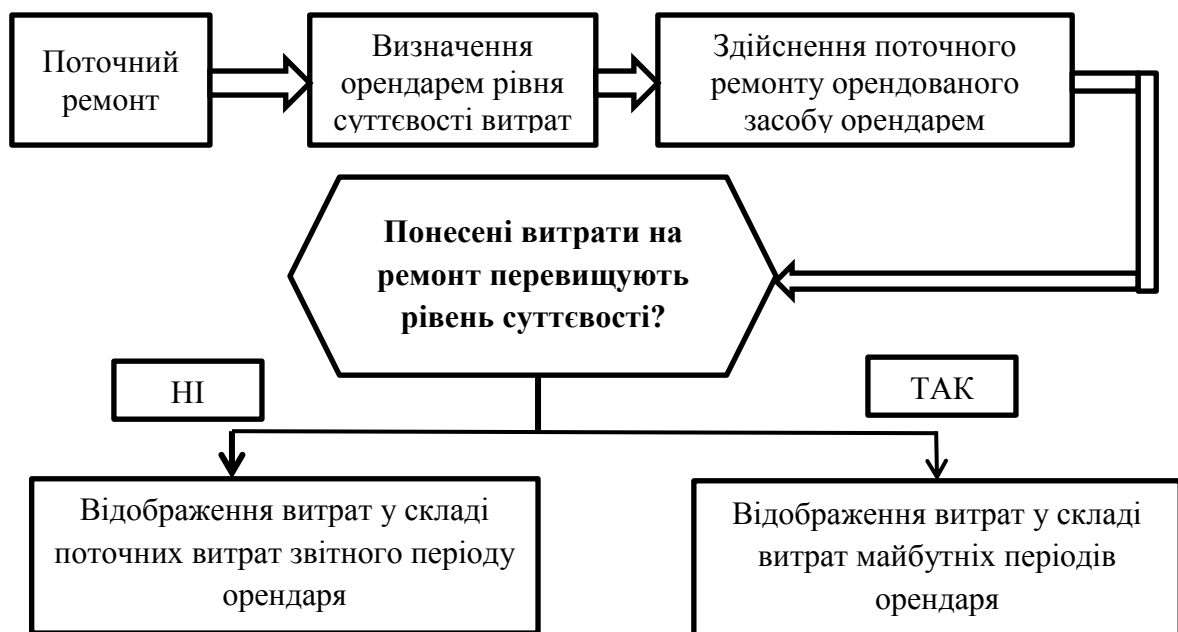 Поточний
ремонт
Визначення
орендарем рівня
суттєвості витрат
Здійснення поточного
ремонту орендованого
засобу орендарем
Понесені витрати на
ремонт перевищують
рівень суттєвості?
НІ
ТАК
Відображення витрат у складі
поточних витрат звітного періоду
орендаря
Відображення витрат у складі
витрат майбутніх періодів
орендаря